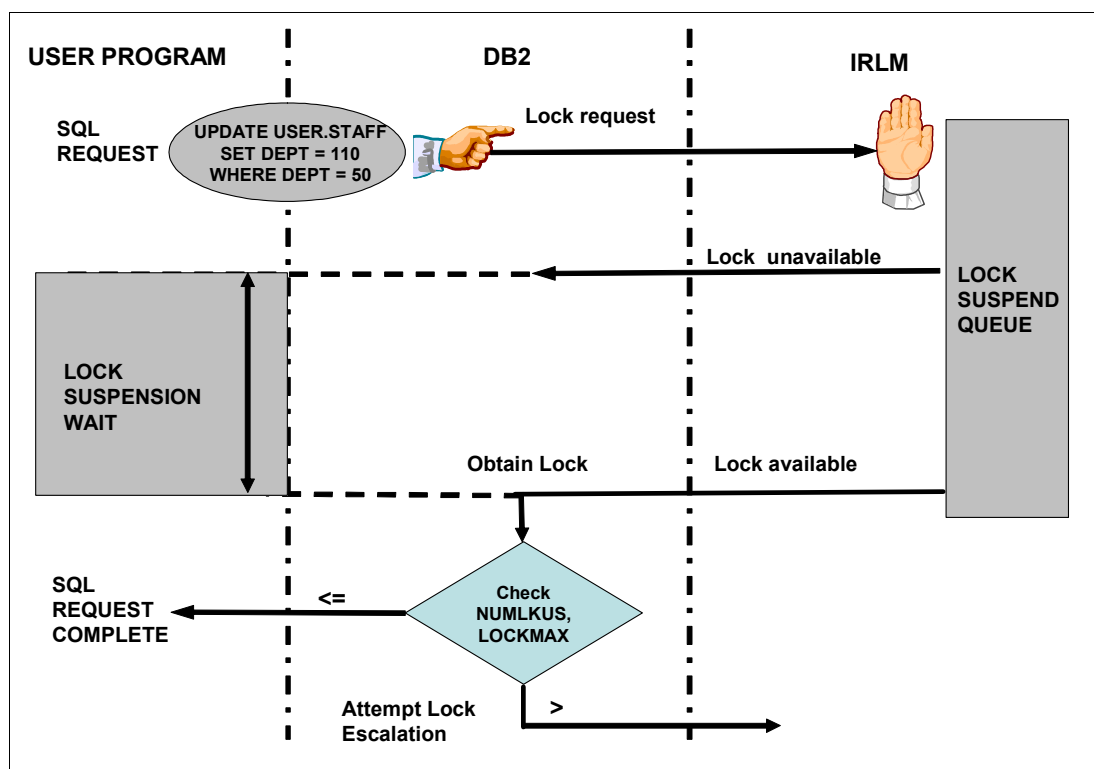 USER PROGRAM
DB2
IRLM
SQL
REQUEST
UPDATE USER.STAFF
SET DEPT = 110
WHERE DEPT = 50
Lock request
Lock unavailable
LOCK
SUSPEND
QUEUE
LOCK
SUSPENSION
WAIT
Obtain Lock
Lock available
SQL
REQUEST
COMPLETE
<=
Check
NUMLKUS,
LOCKMAX
Attempt Lock
Escalation
>